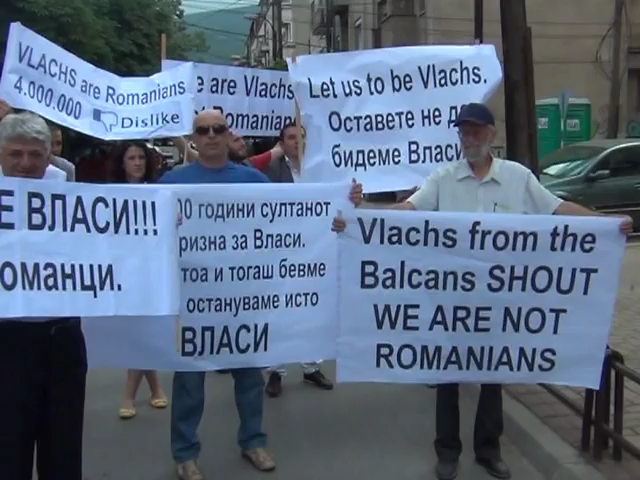 VLACHS are Romanians
4.000.000 Dislike
e are Vlachs
Romanian
Let us to be Vlachs.
Оставете не
бидеме Власи
Е ВЛАСИ!!!
ОМАНЦИ.
00 години султанот
ризна за Власи.
тоа и тогаш бевме
остануваме исто
ВЛАСИ
Vlachs from the
Balcans SHOUT
WE ARE NOT
ROMANIANS